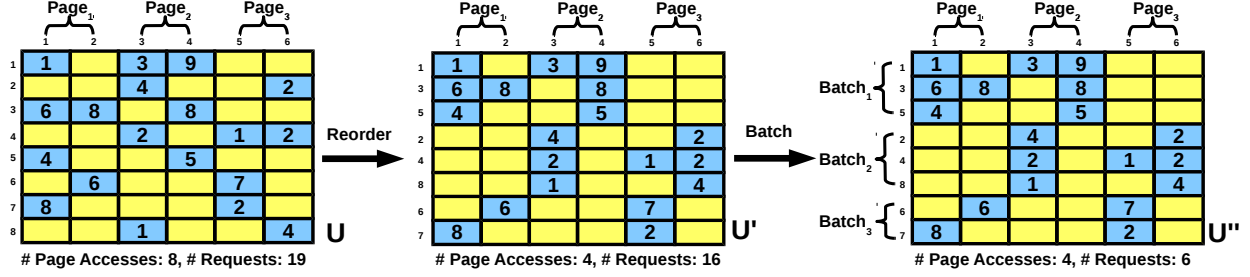 Page1 Page2 Page3
1 2 3 4 5 6
1 1 3 9
2 4 2
3 6 8 8
4 2 1 2
5 4 5
6 6 7
7 8 2
8 1 4
U
# Page Accesses: 8, # Requests: 19
Reorder
Page1 Page2 Page3
1 2 3 4 5 6
1 1 3 9
3 6 8 8
5 4 5
2 4 2
4 2 1 2
8 1 4
6 6 7
7 8 2
U'
# Page Accesses: 4, # Requests: 16
Batch
Page1 Page2 Page3
1 2 3 4 5 6
Batch1
1 1 3 9
3 6 8 8
5 4 5
Batch2
2 4 2
4 2 1 2
8 1 4
Batch3
6 6 7
7 8 2
U''
# Page Accesses: 4, # Requests: 6